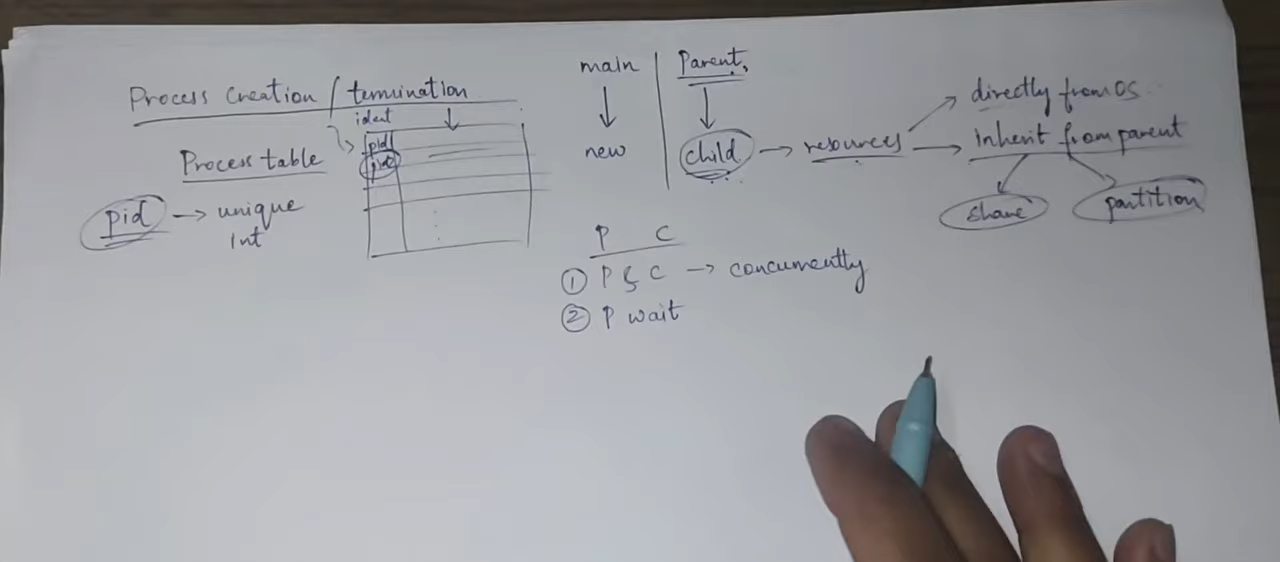 Process Creation / termination
ident
pid
pid
Process table
pid → unique
int
main
↓
new
Parent,
↓
child → resources
→ directly from OS
→ inherit from parent
share
partition
P C
① P & C → concurrently
② P wait